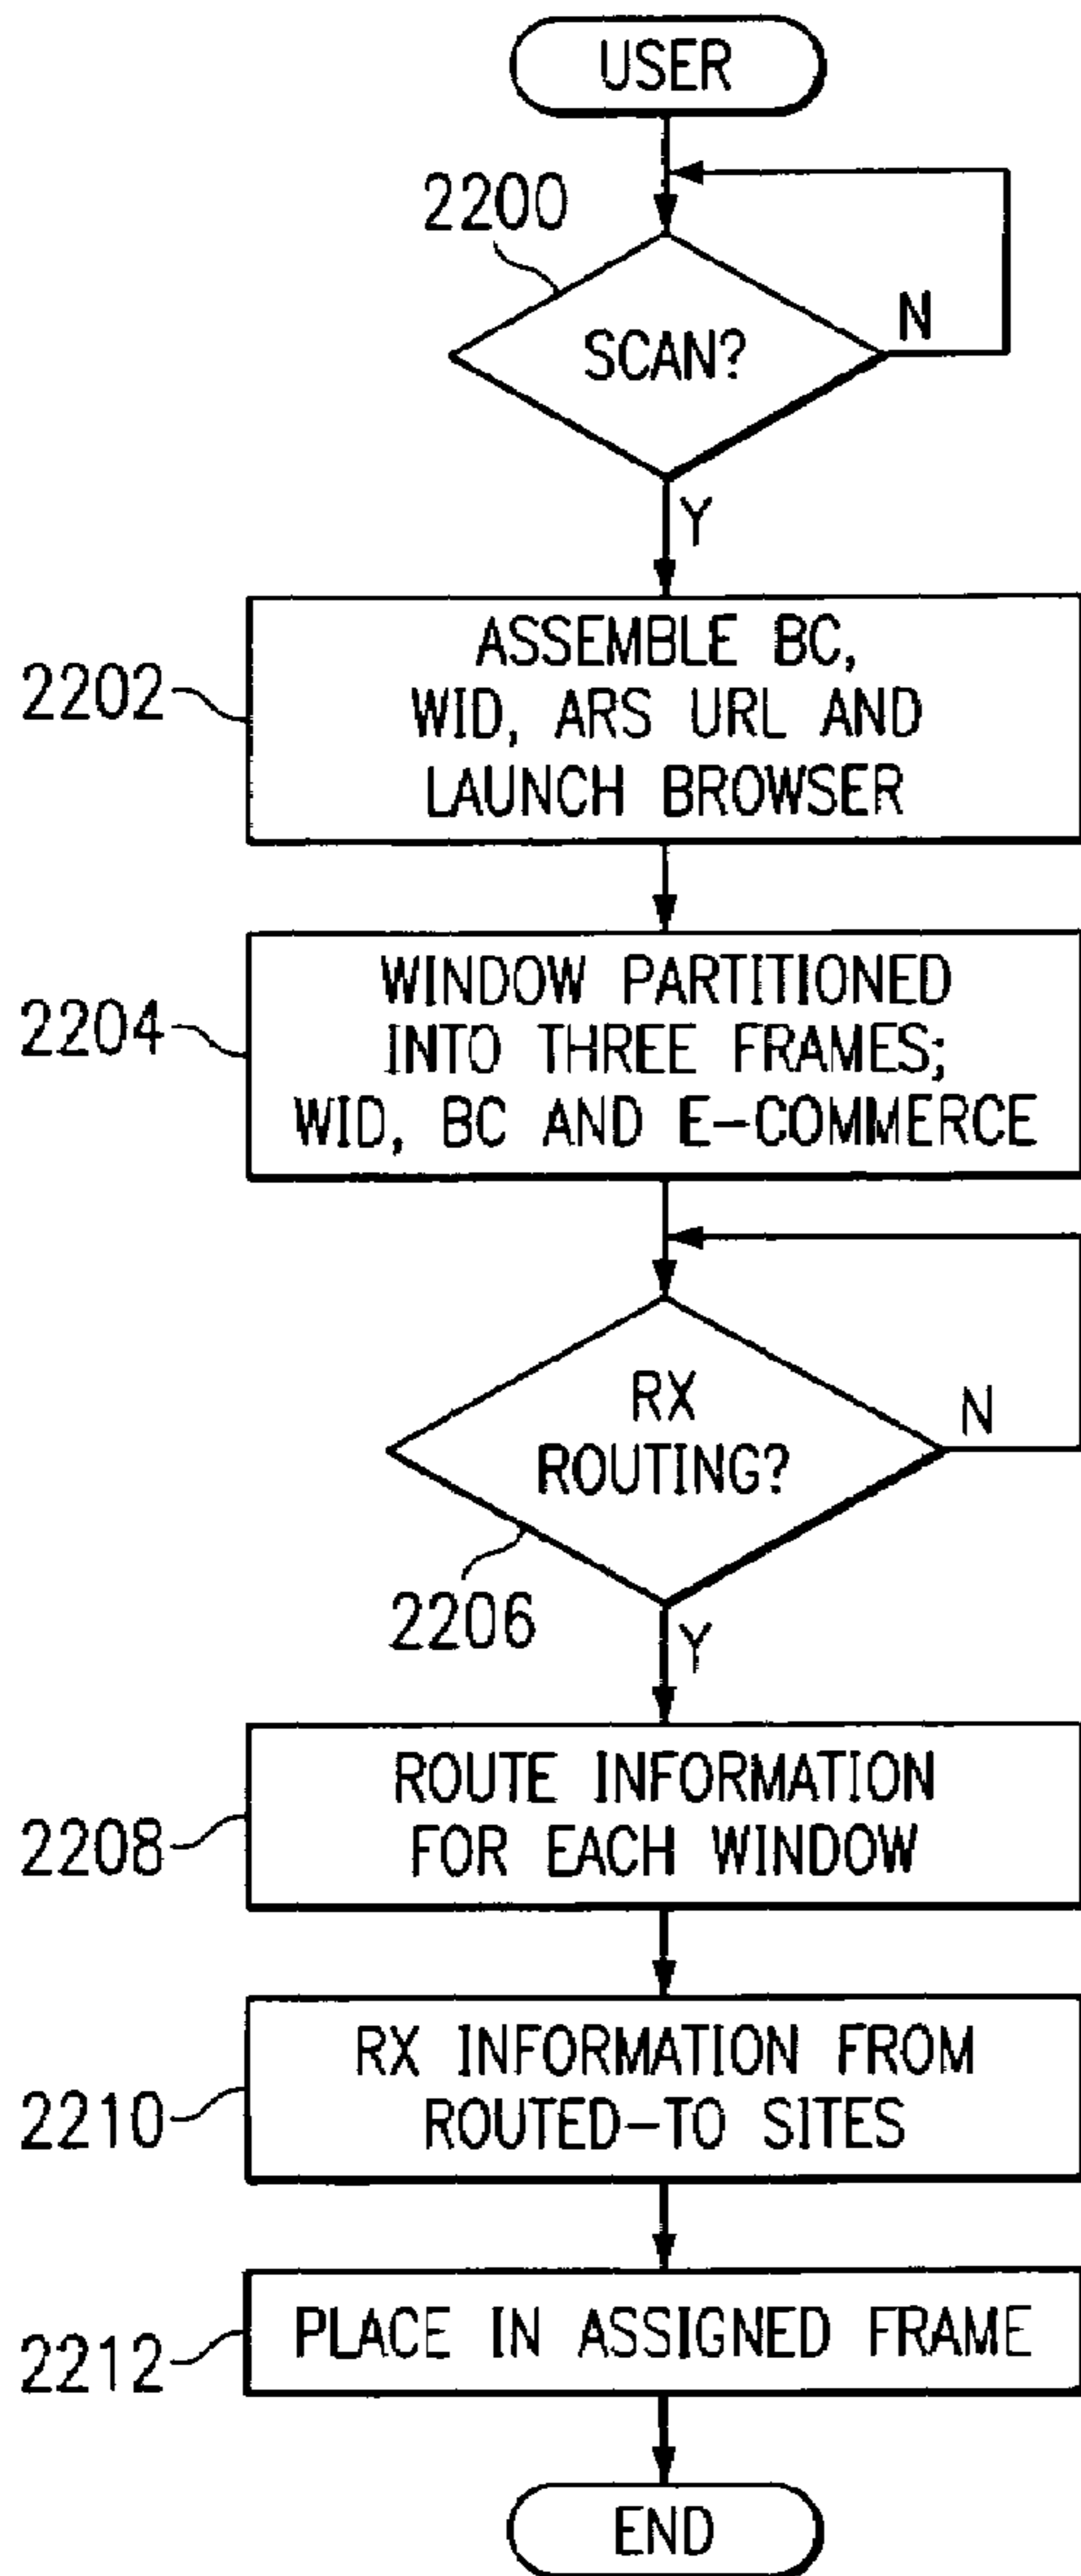 USER
2200
SCAN?
N
Y
2202
ASSEMBLE BC,
WID, ARS URL AND
LAUNCH BROWSER
2204
WINDOW PARTITIONED
INTO THREE FRAMES;
WID, BC AND E-COMMERCE
RX
ROUTING?
N
2206
Y
2208
ROUTE INFORMATION
FOR EACH WINDOW
2210
RX INFORMATION FROM
ROUTED-TO SITES
2212
PLACE IN ASSIGNED FRAME
END